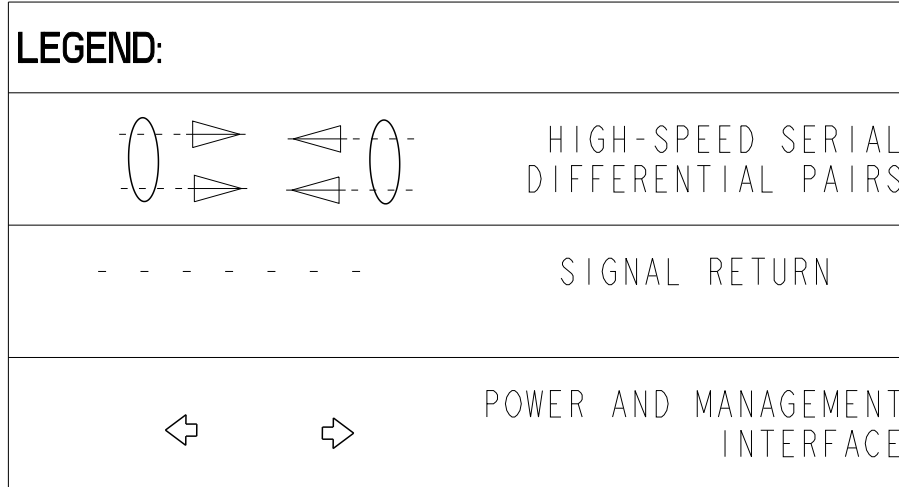 LEGEND:
HIGH-SPEED SERIAL
DIFFERENTIAL PAIRS
SIGNAL RETURN
POWER AND MANAGEMENT
INTERFACE